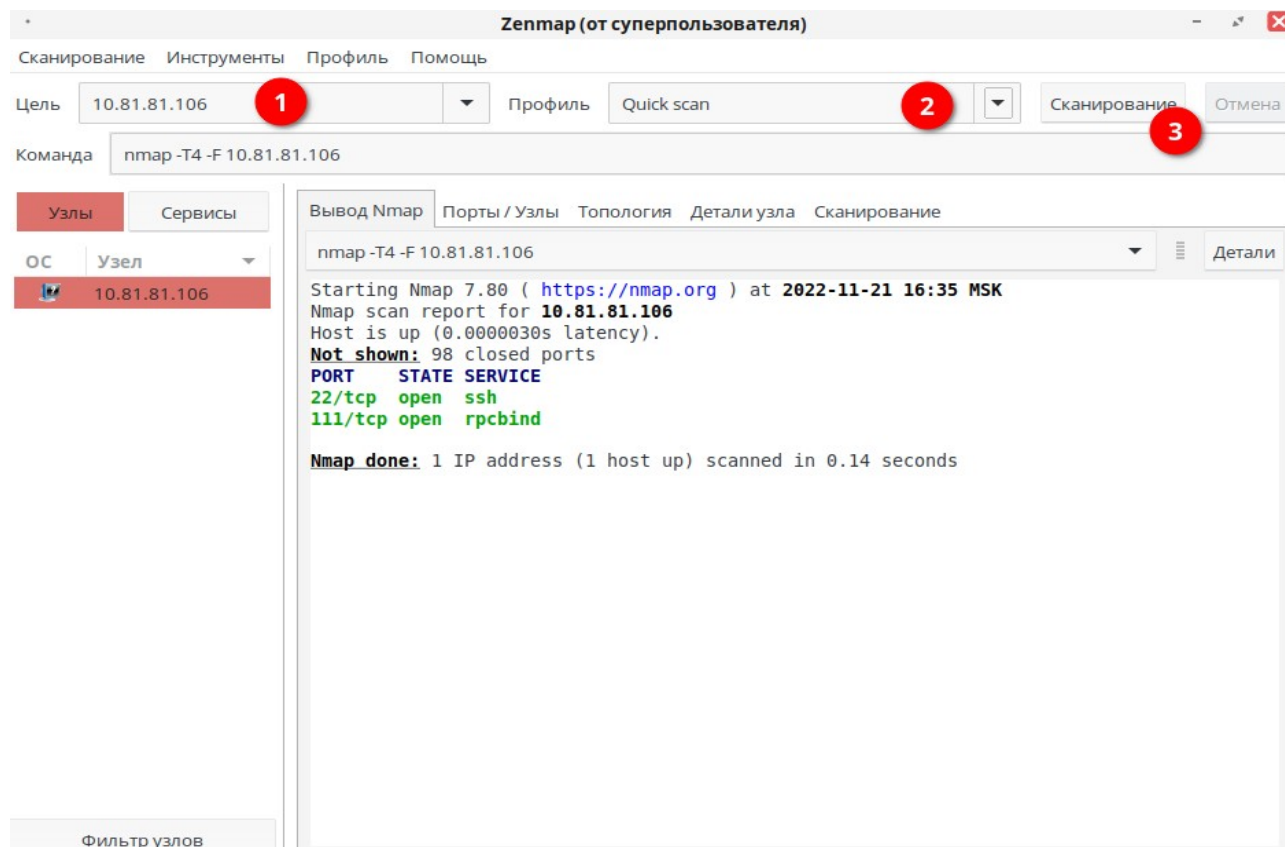 Zenmap (от суперпользователя)
Сканирование Инструменты Профиль Помощь
Цель 10.81.81.106 1 Профиль Quick scan 2 Сканирование 3 Отмена
Команда nmap -T4 -F 10.81.81.106
Узлы Сервисы
Вывод Nmap Порты / Узлы Топология Детали узла Сканирование
nmap -T4 -F 10.81.81.106 Детали
ОС Узел
10.81.81.106
Starting Nmap 7.80 ( https://nmap.org ) at 2022-11-21 16:35 MSK
Nmap scan report for 10.81.81.106
Host is up (0.0000030s latency).
Not shown: 98 closed ports
PORT STATE SERVICE
22/tcp open ssh
111/tcp open rpcbind
Nmap done: 1 IP address (1 host up) scanned in 0.14 seconds
Фильтр узлов